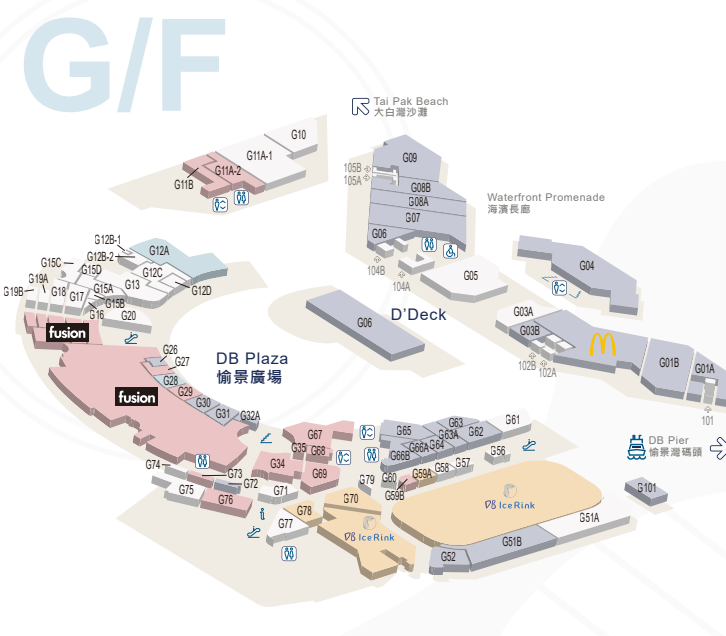 G/F
Tai Pak Beach
大白灣沙灘
G10
G11A-1
G11A-2
G11B
G09
105B
105A
G08B
G08A
G07
G06
104B
104A
G05
Waterfront Promenade
海濱長廊
G04
G12B-1
G12A
G12B-2
G15C
G15D
G12C
G19A
G13
G12D
G19B
G18
G17
G15A
G15B
G16
G20
fusion
G06
D'Deck
G03A
G03B
102B
102A
G01B
G01A
101
DB Plaza
愉景廣場
G26
G27
G28
G29
G30
G31
G32A
fusion
G67
G35
G68
G34
G69
G65
G63
G63A
G62
G61
G64
G66A
G66B
G56
G57
G58
G59A
G60
G59B
G79
DB Pier
愉景灣碼頭
G74
G73
G72
G75
G76
G71
G70
G78
G77
DB IceRink
DB IceRink
G101
G51A
G51B
G52